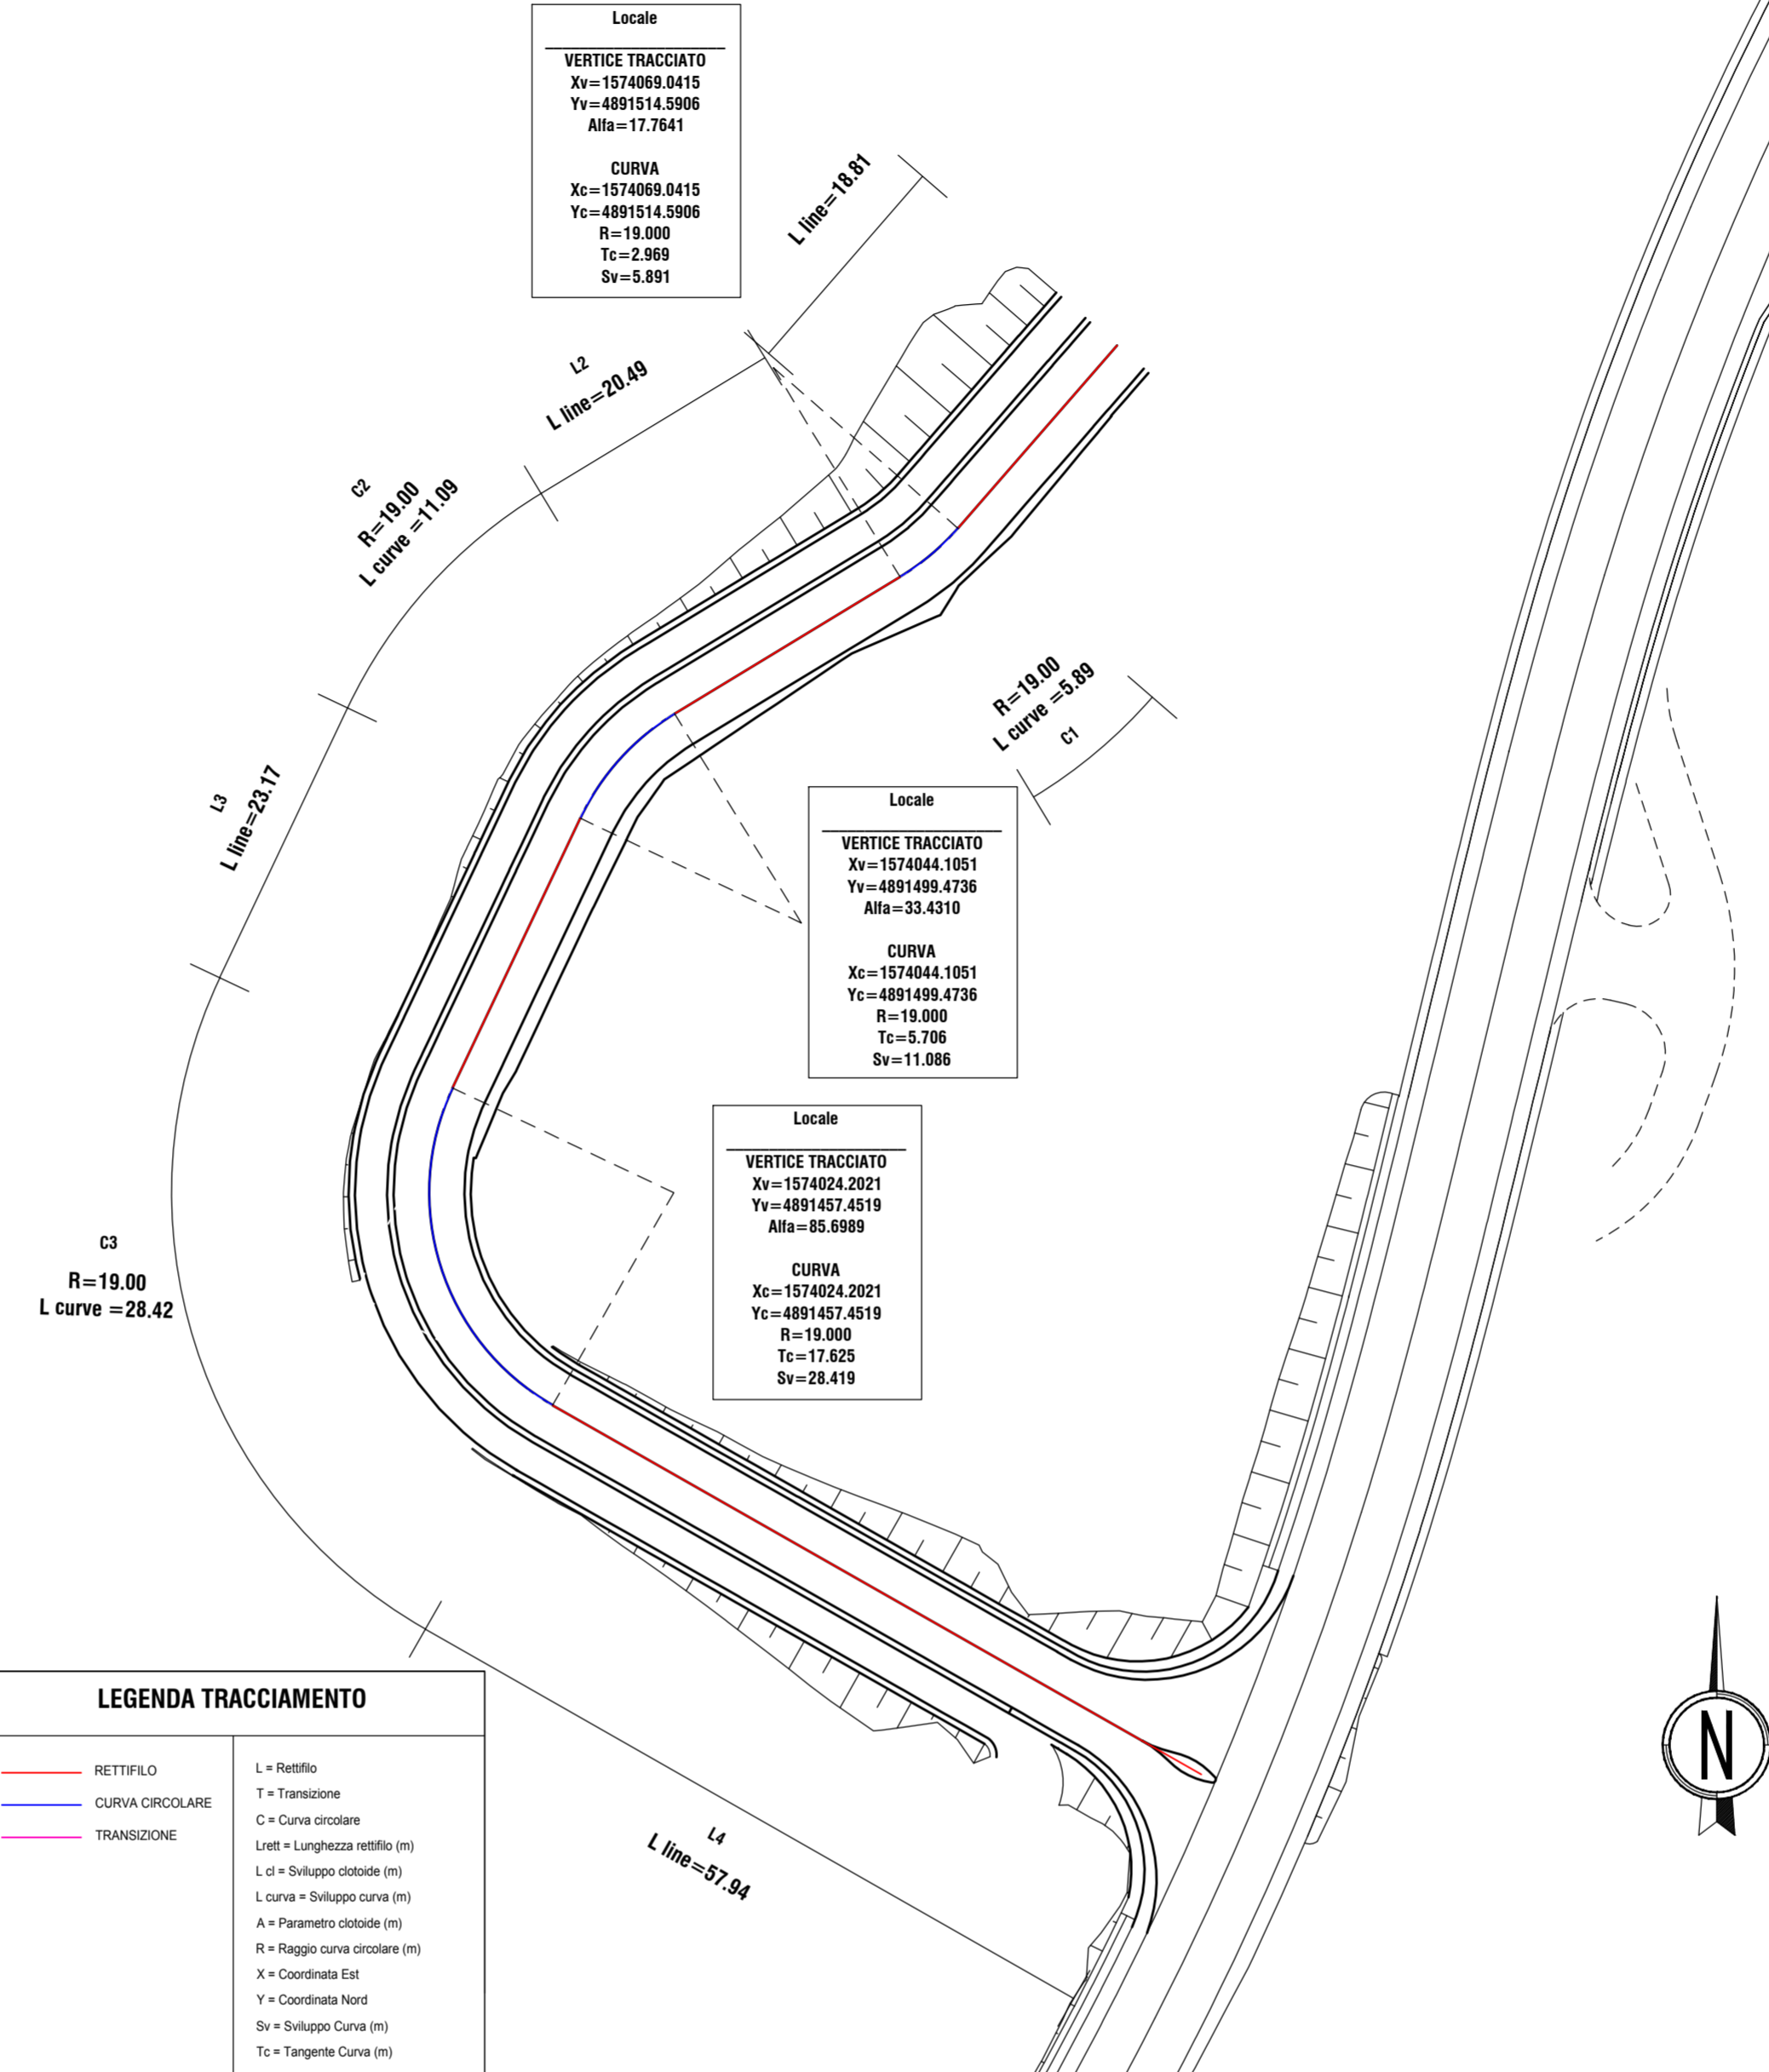 Locale
VERTICE TRACCIATO
Xv=1574069.0415
Yv=4891514.5906
Alfa=17.7641
CURVA
Xc=1574069.0415
Yc=4891514.5906
R=19.000
Tc=2.969
Sv=5.891
L line=18.81
L2
L line=20.49
C2
R=19.00
L curve =11.09
R=19.00
L curve =5.89
C1
L3
L line=23.17
Locale
VERTICE TRACCIATO
Xv=1574044.1051
Yv=4891499.4736
Alfa=33.4310
CURVA
Xc=1574044.1051
Yc=4891499.4736
R=19.000
Tc=5.706
Sv=11.086
Locale
VERTICE TRACCIATO
Xv=1574024.2021
Yv=4891457.4519
Alfa=85.6989
CURVA
Xc=1574024.2021
Yc=4891457.4519
R=19.000
Tc=17.625
Sv=28.419
C3
R=19.00
L curve =28.42
L4
L line=57.94
N
LEGENDA TRACCIAMENTO
RETTIFILO
CURVA CIRCOLARE
TRANSIZIONE
L = Rettifilo
T = Transizione
C = Curva circolare
Lrett = Lunghezza rettifilo (m)
L cl = Sviluppo clotoide (m)
L curva = Sviluppo curva (m)
A = Parametro clotoide (m)
R = Raggio curva circolare (m)
X = Coordinata Est
Y = Coordinata Nord
Sv = Sviluppo Curva (m)
Tc = Tangente Curva (m)